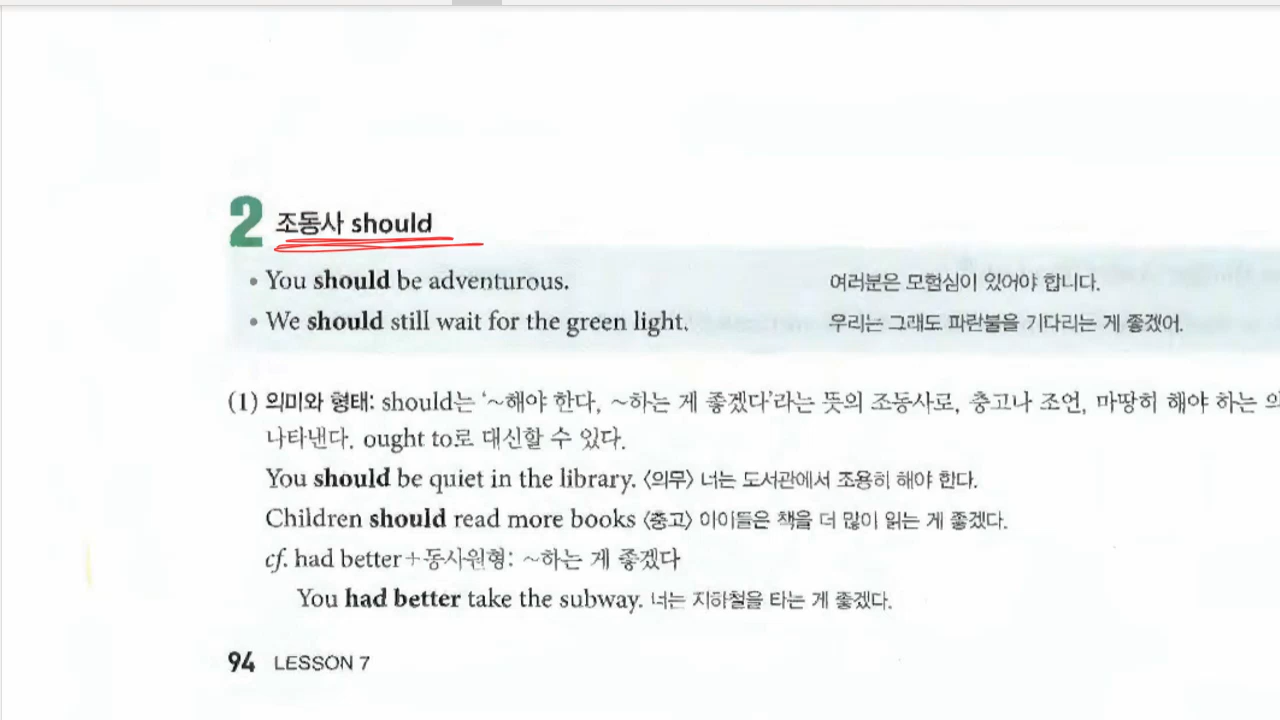 2 조동사 should
• You should be adventurous. 여러분은 모험심이 있어야 합니다.
• We should still wait for the green light. 우리는 그래도 파란불을 기다리는 게 좋겠어.
(1) 의미와 형태: should는 ‘~해야 한다, ~하는 게 좋겠다’라는 뜻의 조동사로, 충고나 조언, 마땅히 해야 하는 의
나타낸다. ought to로 대신할 수 있다.
You should be quiet in the library. 〈의무〉 너는 도서관에서 조용히 해야 한다.
Children should read more books 〈충고〉 아이들은 책을 더 많이 읽는 게 좋겠다.
cf. had better+동사원형: ~하는 게 좋겠다
You had better take the subway. 너는 지하철을 타는 게 좋겠다.
94 LESSON 7